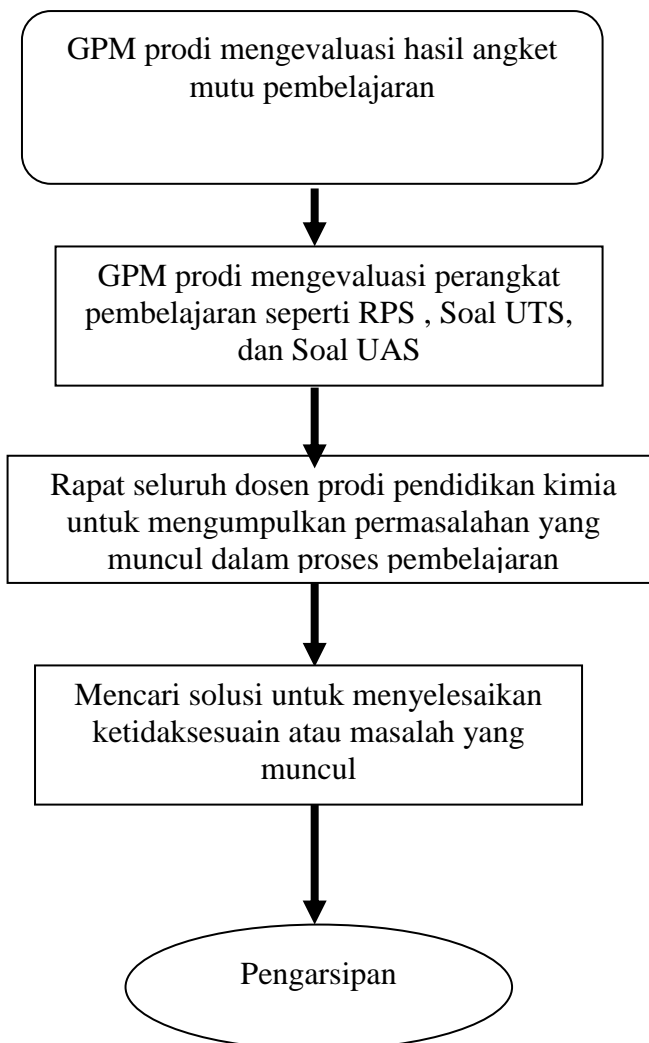 GPM prodi mengevaluasi hasil angket
mutu pembelajaran
GPM prodi mengevaluasi perangkat
pembelajaran seperti RPS , Soal UTS,
dan Soal UAS
Rapat seluruh dosen prodi pendidikan kimia
untuk mengumpulkan permasalahan yang
muncul dalam proses pembelajaran
Mencari solusi untuk menyelesaikan
ketidaksesuain atau masalah yang
muncul
Pengarsipan